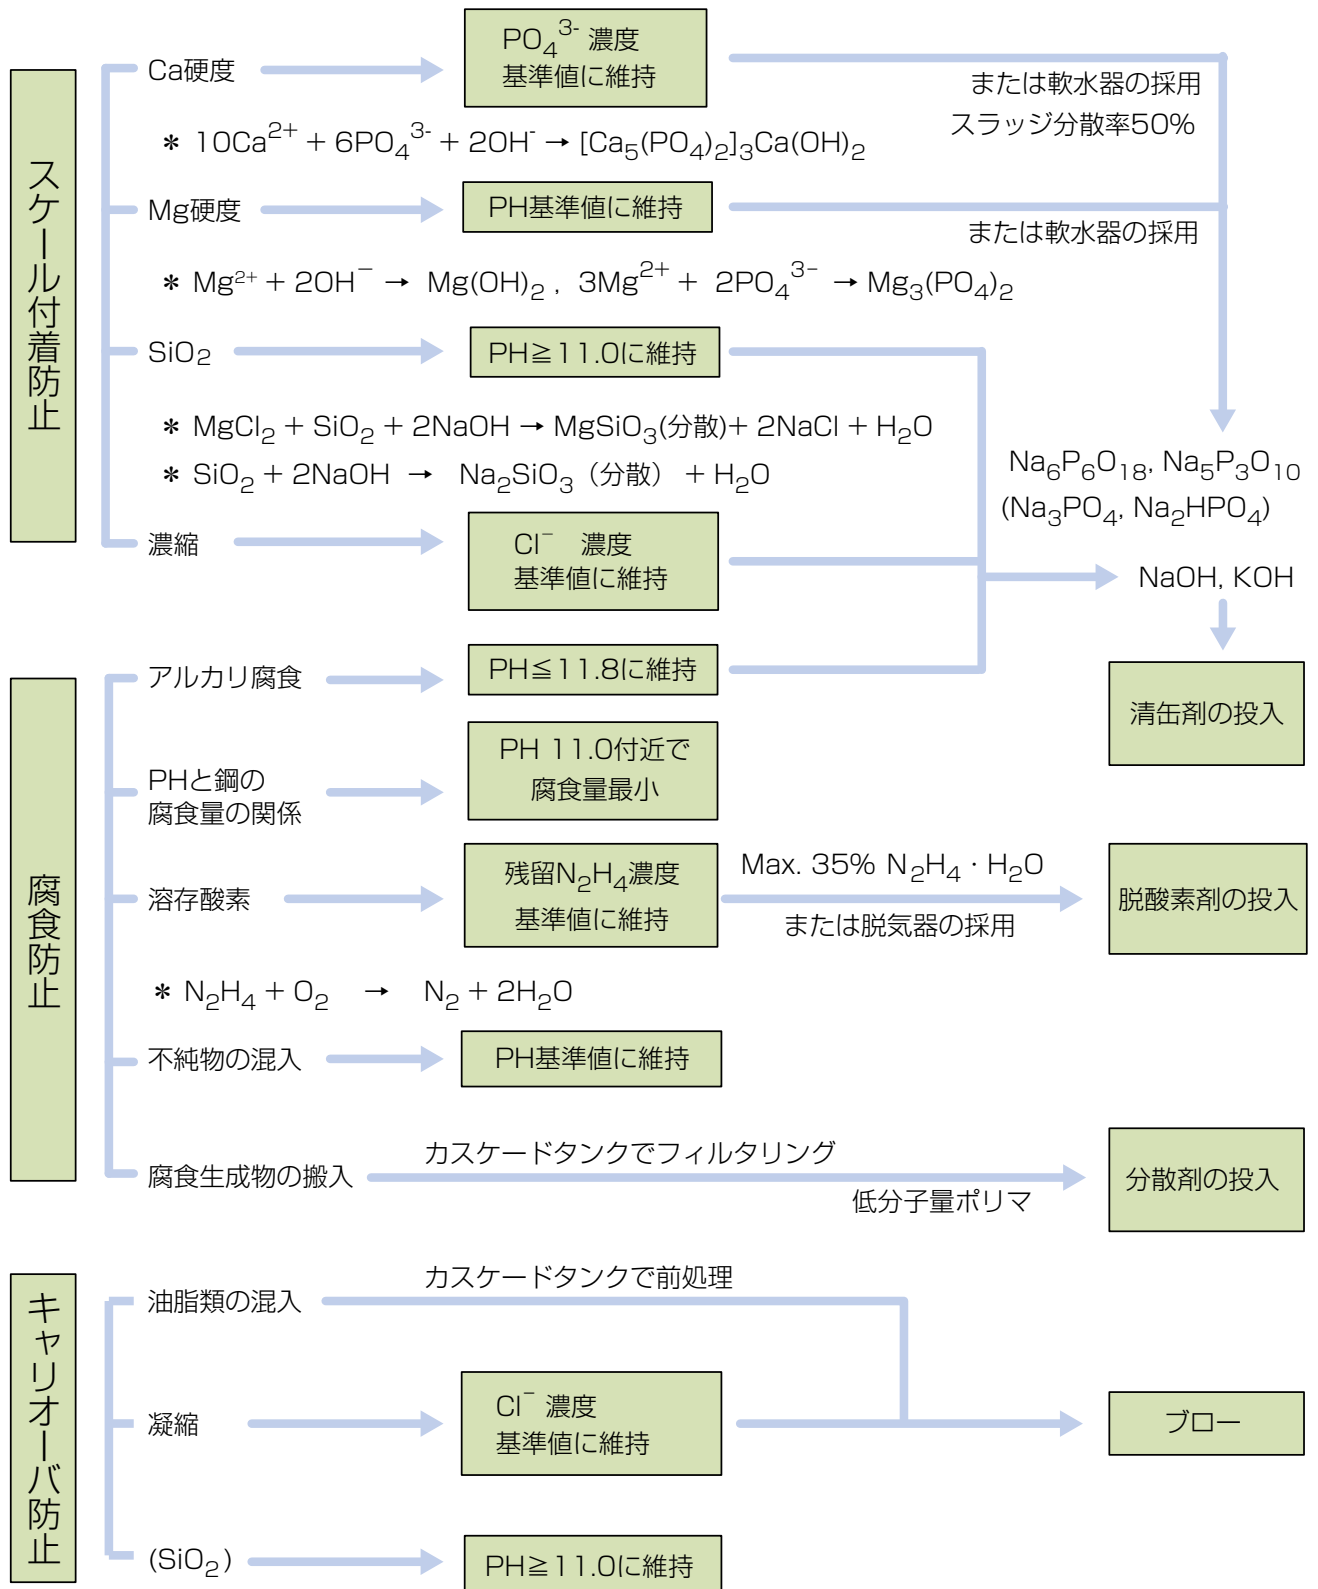 スケール付着防止
Ca硬度
PO₄³⁻ 濃度
基準値に維持
または軟水器の採用
スラッジ分散率50%
＊ 10Ca²⁺ + 6PO₄³⁻ + 2OH⁻ → [Ca₅(PO₄)₂]₃Ca(OH)₂
Mg硬度
PH基準値に維持
または軟水器の採用
＊ Mg²⁺ + 2OH⁻ → Mg(OH)₂ , 3Mg²⁺ + 2PO₄³⁻ → Mg₃(PO₄)₂
SiO₂
PH≧11.0に維持
＊ MgCl₂ + SiO₂ + 2NaOH → MgSiO₃(分散)+ 2NaCl + H₂O
＊ SiO₂ + 2NaOH → Na₂SiO₃（分散） + H₂O
Na₆P₆O₁₈, Na₅P₃O₁₀
(Na₃PO₄, Na₂HPO₄)
濃縮
Cl⁻ 濃度
基準値に維持
NaOH, KOH
腐食防止
アルカリ腐食
PH≦11.8に維持
清缶剤の投入
PHと鋼の
腐食量の関係
PH 11.0付近で
腐食量最小
溶存酸素
残留N₂H₄濃度
基準値に維持
Max. 35% N₂H₄・H₂O
または脱気器の採用
脱酸素剤の投入
＊ N₂H₄ + O₂ → N₂ + 2H₂O
不純物の混入
PH基準値に維持
腐食生成物の搬入
カスケードタンクでフィルタリング
低分子量ポリマ
分散剤の投入
キャリオーバ防止
油脂類の混入
カスケードタンクで前処理
凝縮
Cl⁻ 濃度
基準値に維持
ブロー
(SiO₂)
PH≧11.0に維持